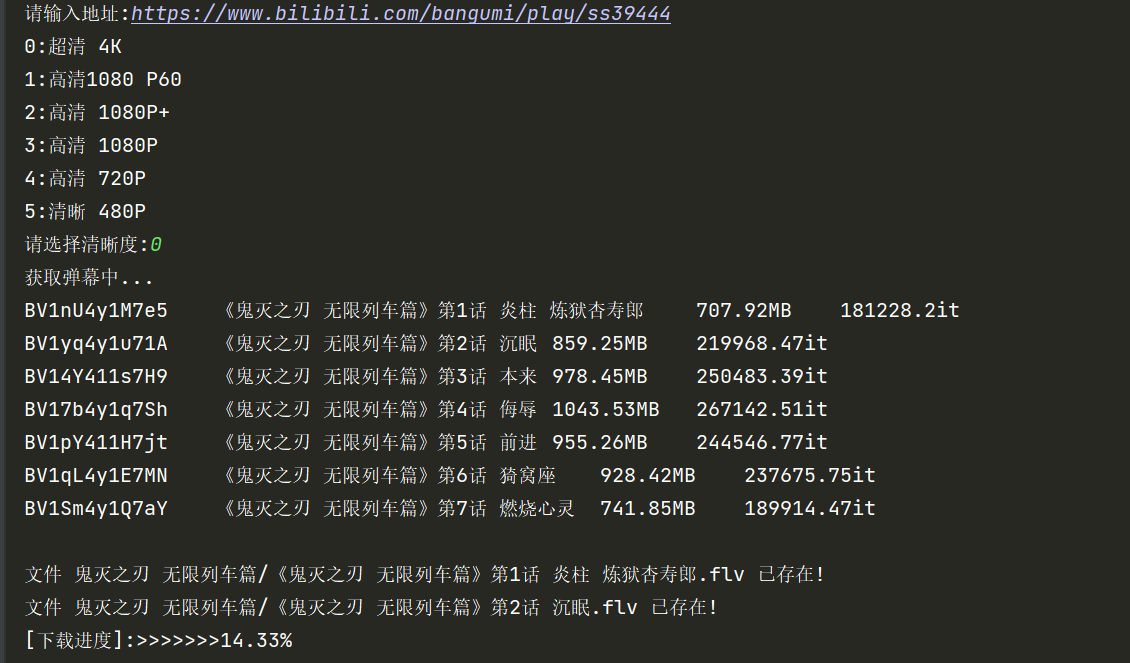 请输入地址:https://www.bilibili.com/bangumi/play/ss39444
0:超清 4K
1:高清1080 P60
2:高清 1080P+
3:高清 1080P
4:高清 720P
5:清晰 480P
请选择清晰度:0
获取弹幕中...
BV1nU4y1M7e5 《鬼灭之刃 无限列车篇》第1话 炎柱 炼狱杏寿郎 707.92MB 181228.2it
BV1yq4y1u71A 《鬼灭之刃 无限列车篇》第2话 沉眠 859.25MB 219968.47it
BV14Y411s7H9 《鬼灭之刃 无限列车篇》第3话 本来 978.45MB 250483.39it
BV17b4y1q7Sh 《鬼灭之刃 无限列车篇》第4话 侮辱 1043.53MB 267142.51it
BV1pY411H7jt 《鬼灭之刃 无限列车篇》第5话 前进 955.26MB 244546.77it
BV1qL4y1E7MN 《鬼灭之刃 无限列车篇》第6话 猗窝座 928.42MB 237675.75it
BV1Sm4y1Q7aY 《鬼灭之刃 无限列车篇》第7话 燃烧心灵 741.85MB 189914.47it
文件 鬼灭之刃 无限列车篇/《鬼灭之刃 无限列车篇》第1话 炎柱 炼狱杏寿郎.flv 已存在!
文件 鬼灭之刃 无限列车篇/《鬼灭之刃 无限列车篇》第2话 沉眠.flv 已存在!
[下载进度]:>>>>>>>14.33%